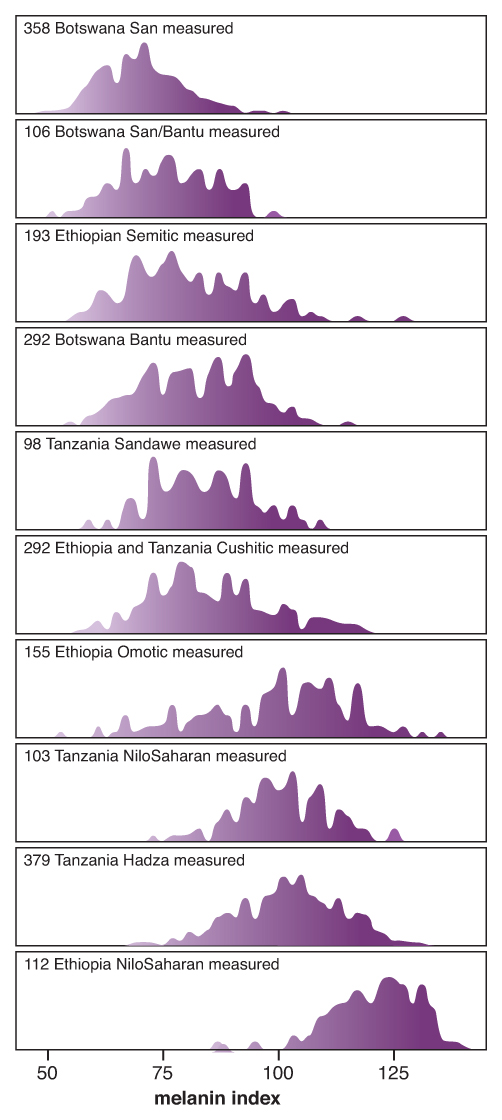 358 Botswana San measured
106 Botswana San/Bantu measured
193 Ethiopian Semitic measured
292 Botswana Bantu measured
98 Tanzania Sandawe measured
292 Ethiopia and Tanzania Cushitic measured
155 Ethiopia Omotic measured
103 Tanzania NiloSaharan measured
379 Tanzania Hadza measured
112 Ethiopia NiloSaharan measured
50 75 100 125
melanin index